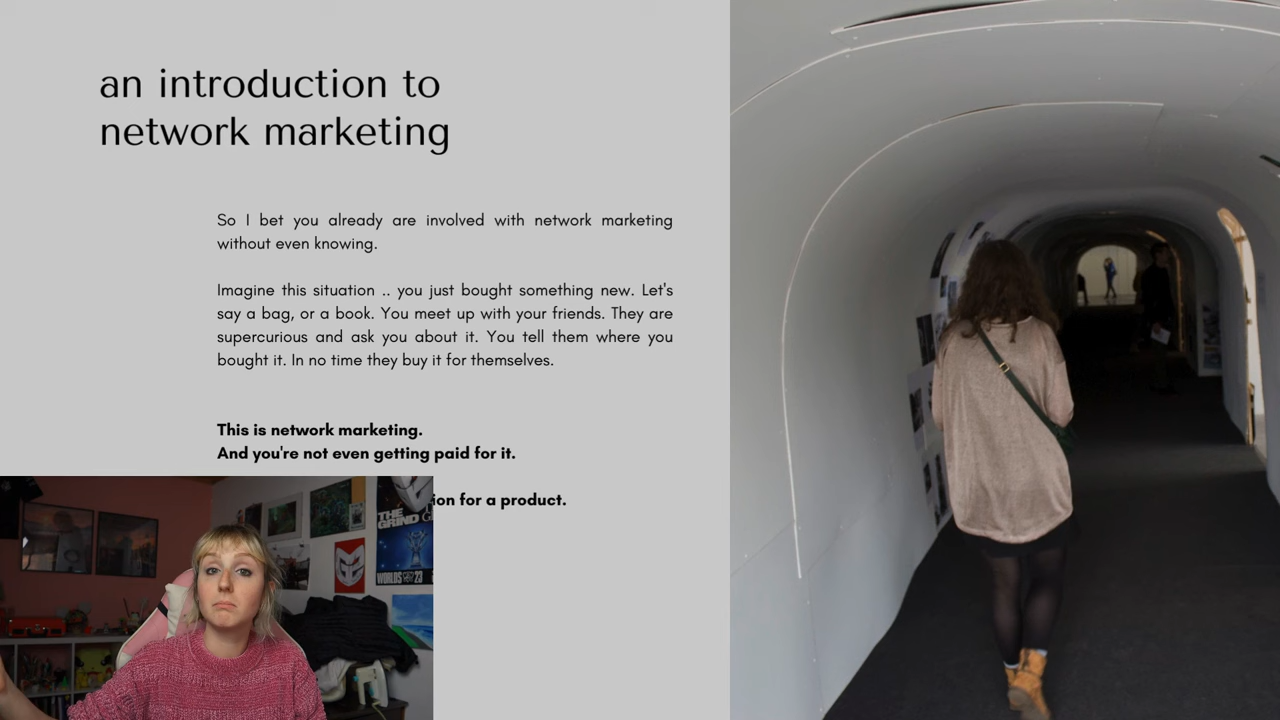 an introduction to
network marketing
So I bet you already are involved with network marketing
without even knowing.
Imagine this situation .. you just bought something new. Let's
say a bag, or a book. You meet up with your friends. They are
supercurious and ask you about it. You tell them where you
bought it. In no time they buy it for themselves.
This is network marketing.
And you're not even getting paid for it.
ion for a product.
THE
GRIND
WORLDS 23